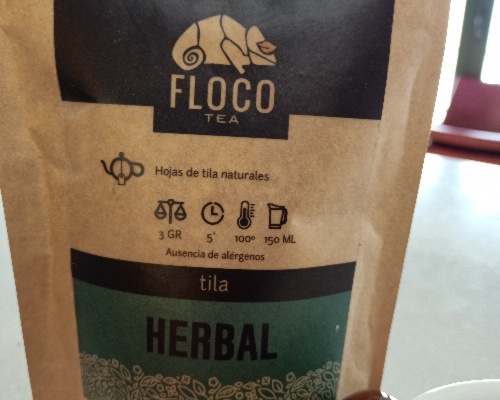 FLOCO
TEA
Hojas de tila naturales
3 GR 5' 100º 150 ML
Ausencia de alérgenos
tila
HERBAL